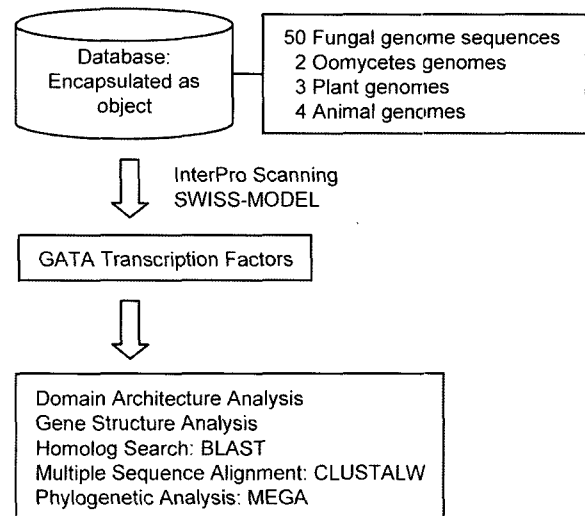 Database:
Encapsulated as
object
50 Fungal genome sequences
2 Oomycetes genomes
3 Plant genomes
4 Animal genomes
InterPro Scanning
SWISS-MODEL
GATA Transcription Factors
Domain Architecture Analysis
Gene Structure Analysis
Homolog Search: BLAST
Multiple Sequence Alignment: CLUSTALW
Phylogenetic Analysis: MEGA